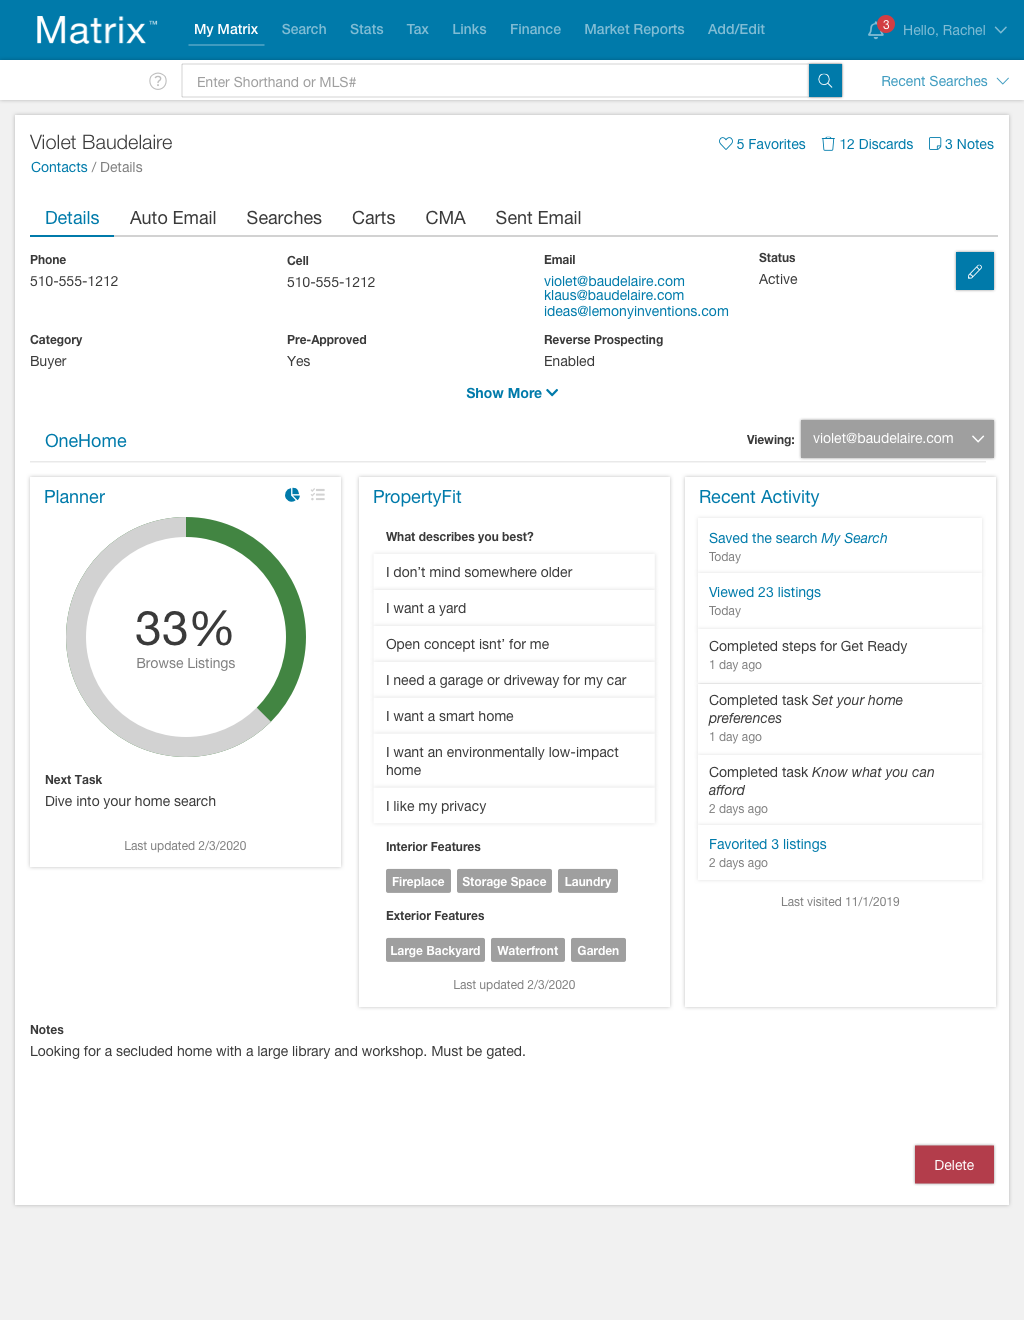 Matrix™
My Matrix Search Stats Tax Links Finance Market Reports Add/Edit
3
Hello, Rachel
?
Enter Shorthand or MLS#
Recent Searches
Violet Baudelaire
5 Favorites 12 Discards 3 Notes
Contacts / Details
Details Auto Email Searches Carts CMA Sent Email
Phone
510-555-1212
Cell
510-555-1212
Email
violet@baudelaire.com
klaus@baudelaire.com
ideas@lemonyinventions.com
Status
Active
Category
Buyer
Pre-Approved
Yes
Reverse Prospecting
Enabled
Show More
OneHome
Viewing: violet@baudelaire.com
Planner
33%
Browse Listings
Next Task
Dive into your home search
Last updated 2/3/2020
PropertyFit
What describes you best?
I don’t mind somewhere older
I want a yard
Open concept isnt’ for me
I need a garage or driveway for my car
I want a smart home
I want an environmentally low-impact
home
I like my privacy
Interior Features
Fireplace Storage Space Laundry
Exterior Features
Large Backyard Waterfront Garden
Last updated 2/3/2020
Recent Activity
Saved the search My Search
Today
Viewed 23 listings
Today
Completed steps for Get Ready
1 day ago
Completed task Set your home
preferences
1 day ago
Completed task Know what you can
afford
2 days ago
Favorited 3 listings
2 days ago
Last visited 11/1/2019
Notes
Looking for a secluded home with a large library and workshop. Must be gated.
Delete